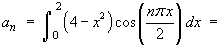 aₙ = ∫₀² (4 − x²) cos(nπx/2) dx =